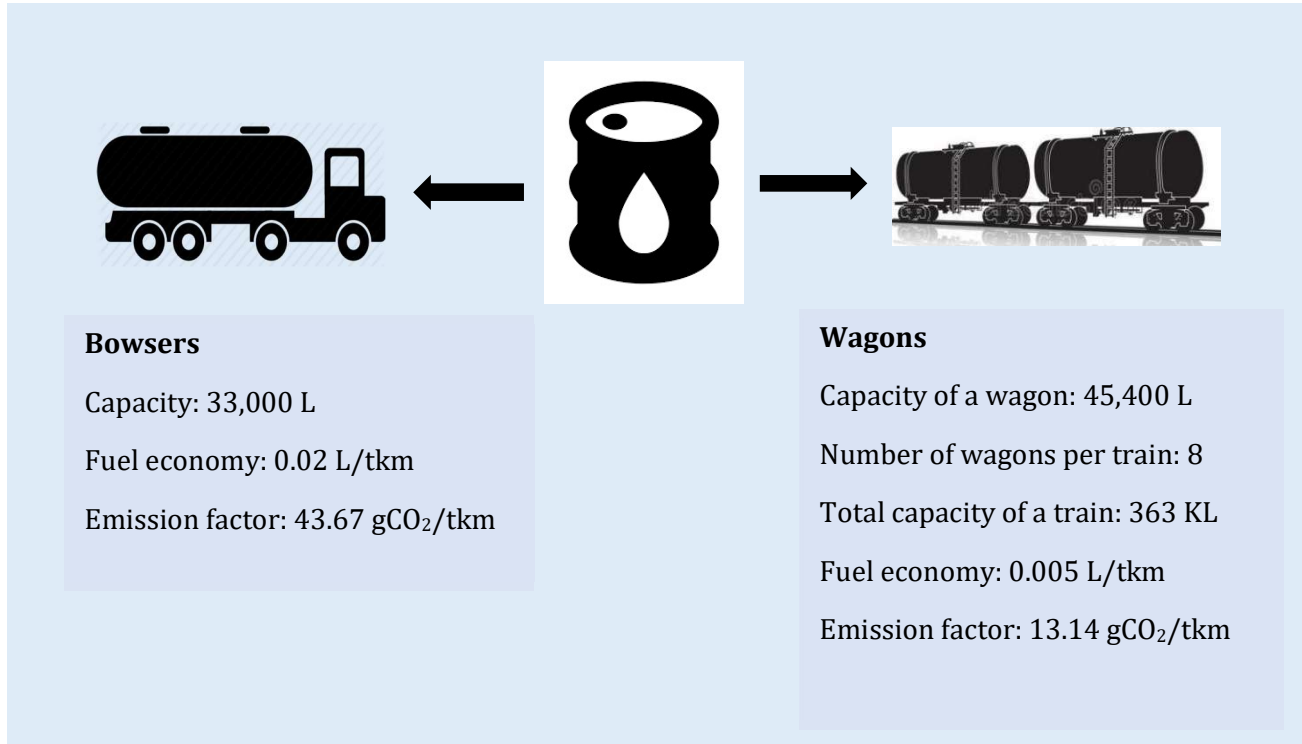 Bowsers
Capacity: 33,000 L
Fuel economy: 0.02 L/tkm
Emission factor: 43.67 gCO₂/tkm
Wagons
Capacity of a wagon: 45,400 L
Number of wagons per train: 8
Total capacity of a train: 363 KL
Fuel economy: 0.005 L/tkm
Emission factor: 13.14 gCO₂/tkm